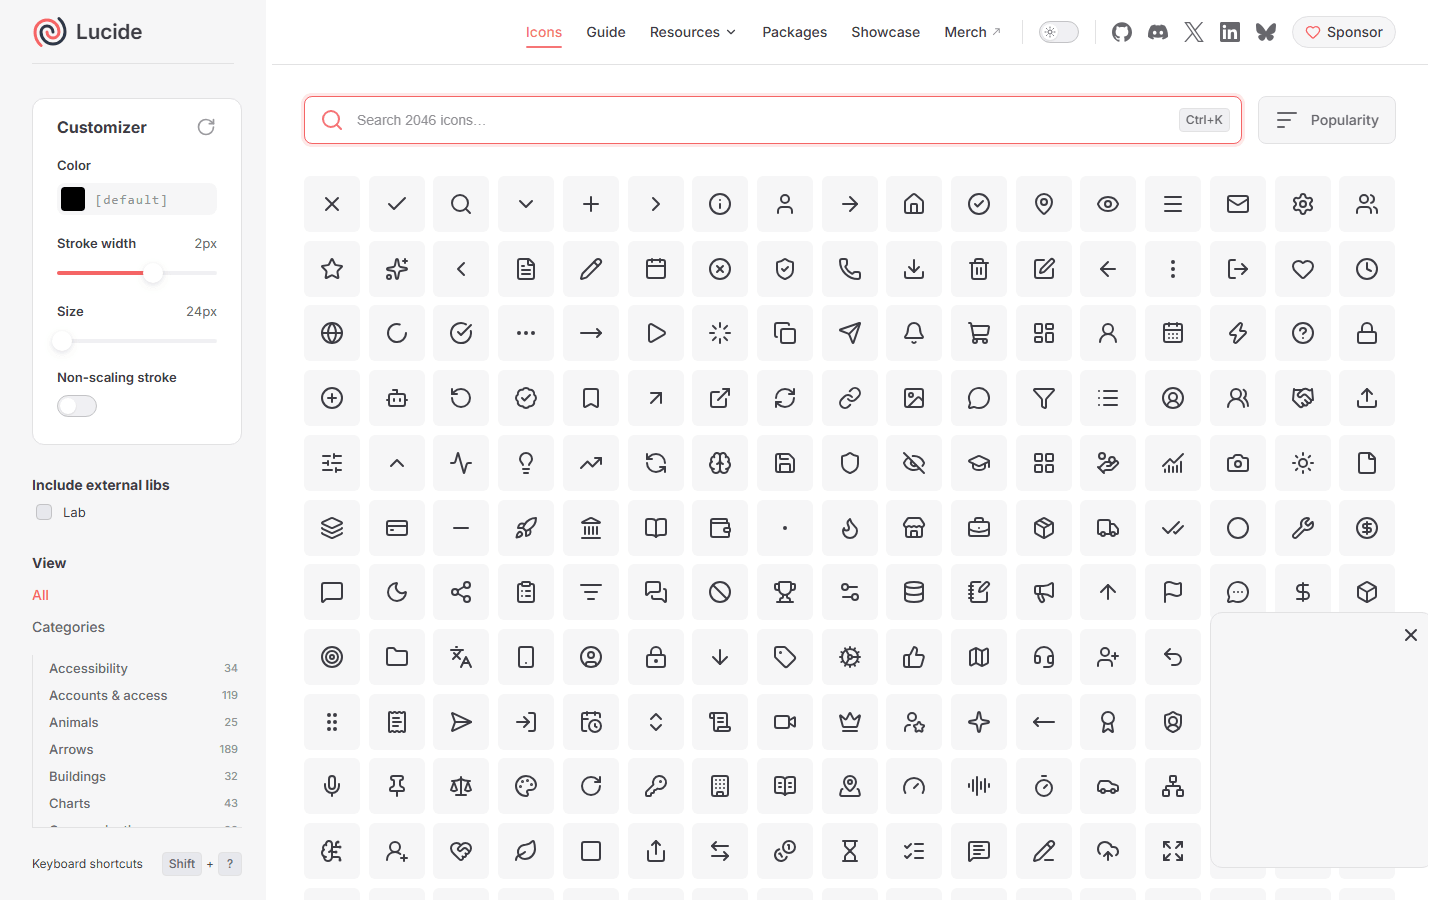 Lucide
Icons
Guide
Resources
Packages
Showcase
Merch
Sponsor
Customizer
Color
[default]
Stroke width 2px
Size 24px
Non-scaling stroke
Include external libs
Lab
View
All
Categories
Accessibility 34
Accounts & access 119
Animals 25
Arrows 189
Buildings 32
Charts 43
Keyboard shortcuts Shift + ?
Search 2046 icons...
Ctrl+K
Popularity